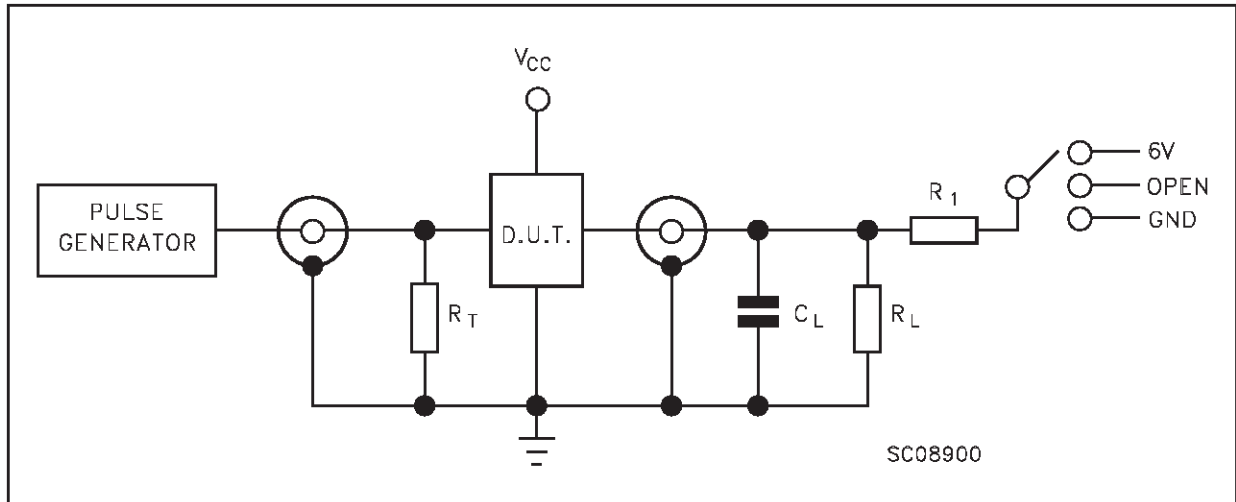 VCC
PULSE
GENERATOR
D.U.T.
RT
CL
RL
R1
6V
OPEN
GND
SC08900